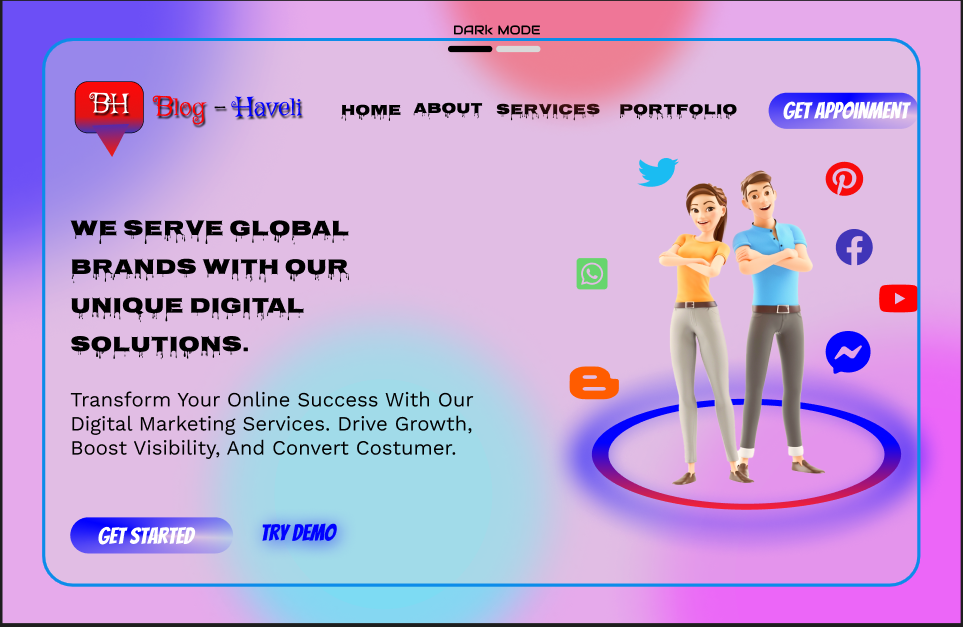 DARK MODE
BH Blog - Haveli
HOME ABOUT SERVICES PORTFOLIO GET APPOINMENT
WE SERVE GLOBAL
BRANDS WITH OUR
UNIQUE DIGITAL
SOLUTIONS.
Transform Your Online Success With Our
Digital Marketing Services. Drive Growth,
Boost Visibility, And Convert Costumer.
GET STARTED TRY DEMO